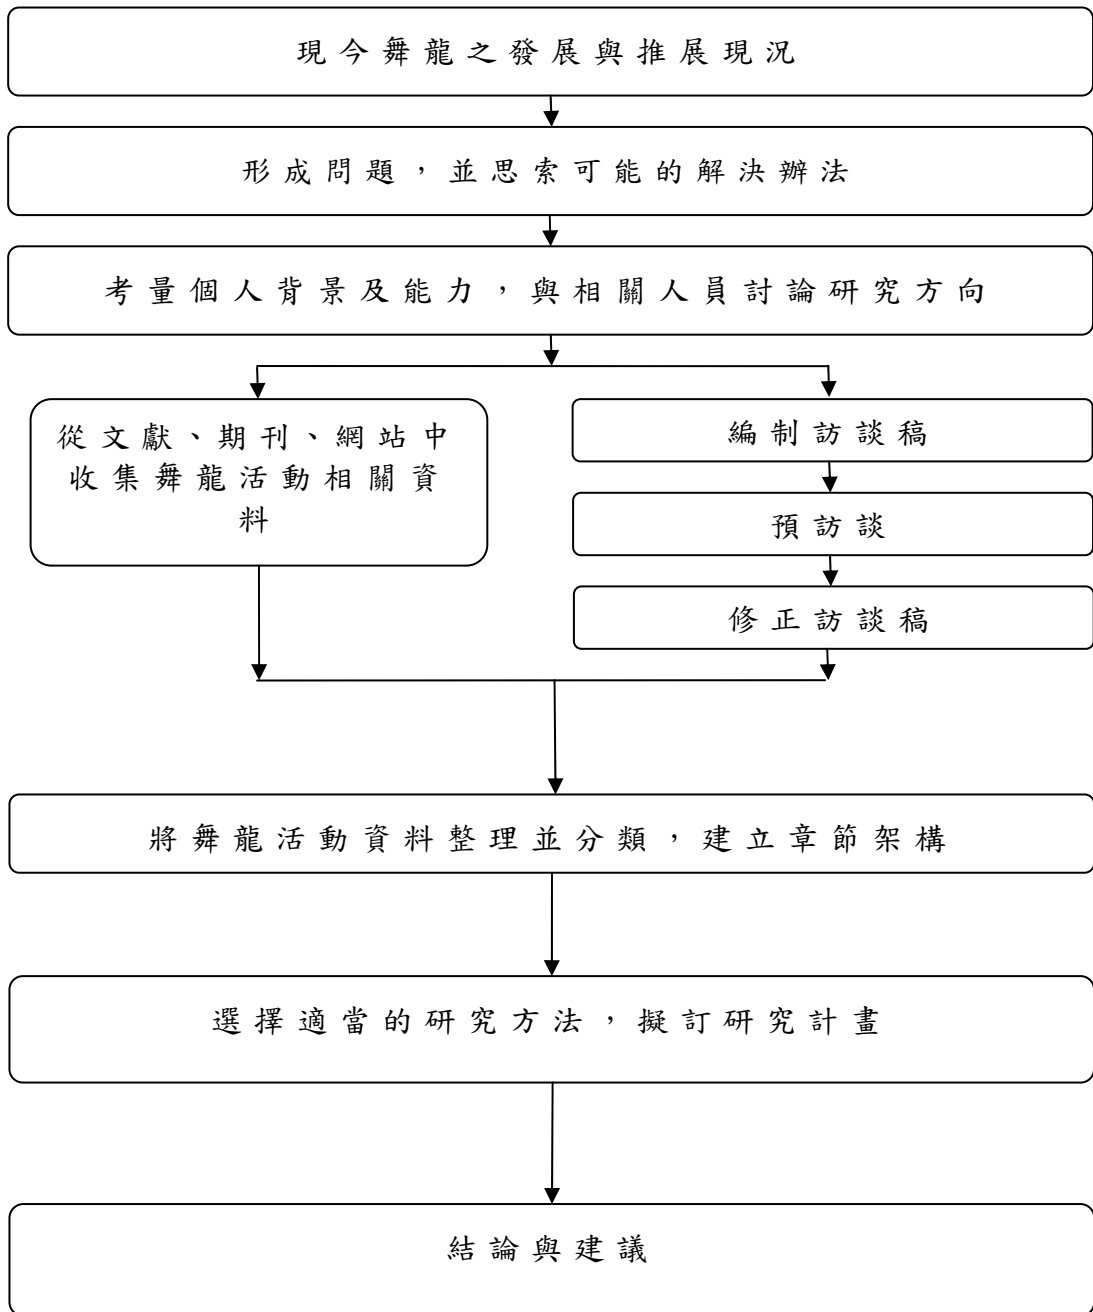 現今舞龍之發展與推展現況
形成問題，並思索可能的解決辦法
考量個人背景及能力，與相關人員討論研究方向
從文獻、期刊、網站中
收集舞龍活動相關資
料
編制訪談稿
預訪談
修正訪談稿
將舞龍活動資料整理並分類，建立章節架構
選擇適當的研究方法，擬訂研究計畫
結論與建議